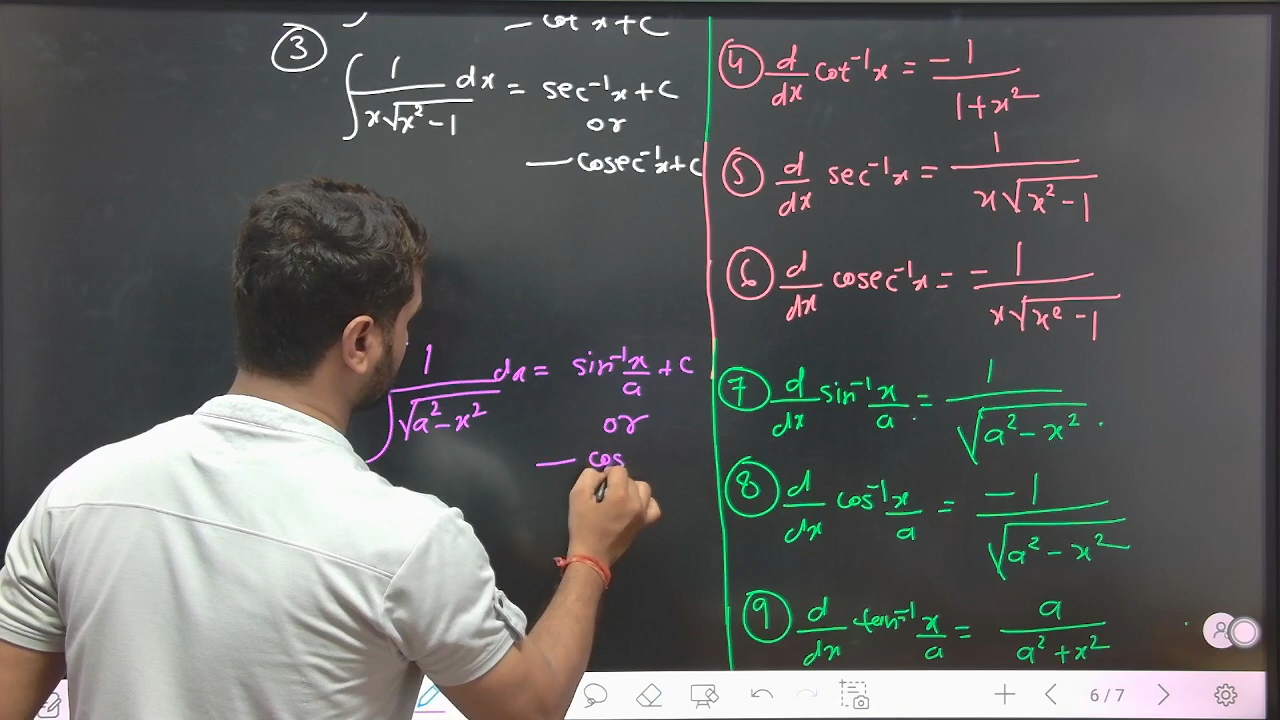 — cot x + c
③ ∫ 1/(x√(x²-1)) dx = sec⁻¹x + c
or
— cosec⁻¹x + c
∫ 1/√(a²-x²) dx = sin⁻¹ x/a + c
or
— cos
④ d/dx cot⁻¹x = -1/(1+x²)
⑤ d/dx sec⁻¹x = 1/(x√(x²-1))
⑥ d/dx cosec⁻¹x = -1/(x√(x²-1))
⑦ d/dx sin⁻¹ x/a = 1/√(a²-x²).
⑧ d/dx cos⁻¹ x/a = -1/√(a²-x²)
⑨ d/dx tan⁻¹ x/a = a/(a²+x²)
6/7